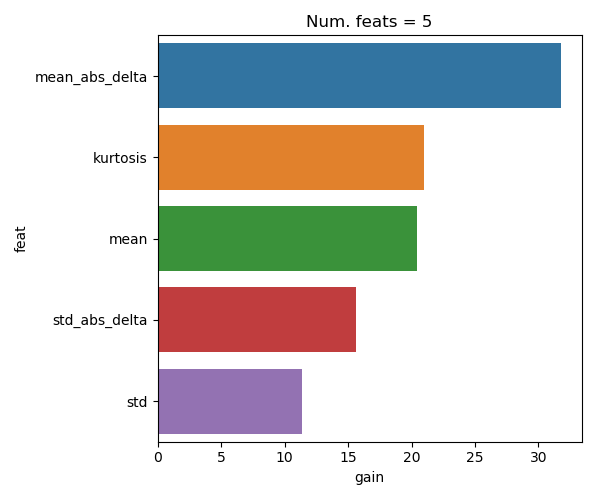 Num. feats = 5
mean_abs_delta
kurtosis
mean
std_abs_delta
std
feat
0 5 10 15 20 25 30
gain